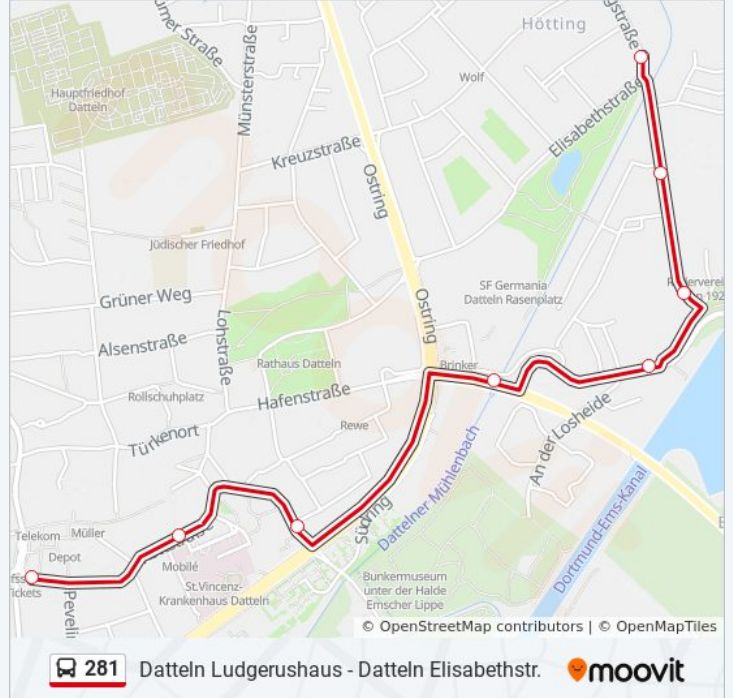 Hötting
Wolf
Elisabethstraße
Hauptfriedhof
Datteln
Münsterstraße
Kreuzstraße
Ostring
Jüdischer Friedhof
SF Germania
Datteln Rasenplatz
Grüner Weg
Ostring
Alsenstraße
Lohstraße
Rathaus Datteln
Brinker
Rollschuhplatz
Hafenstraße
An der Losheide
Rewe
Türkenort
Dattelner Mühlenbach
Südring
Dortmund-Ems-Kanal
Telekom
Müller
Depot
Mobilé
St.Vincenz-
Krankenhaus Datteln
Bunkermuseum
unter der Halde
Emscher Lippe
© OpenStreetMap contributors | © OpenMapTiles
281 Datteln Ludgerushaus - Datteln Elisabethstr. moovit